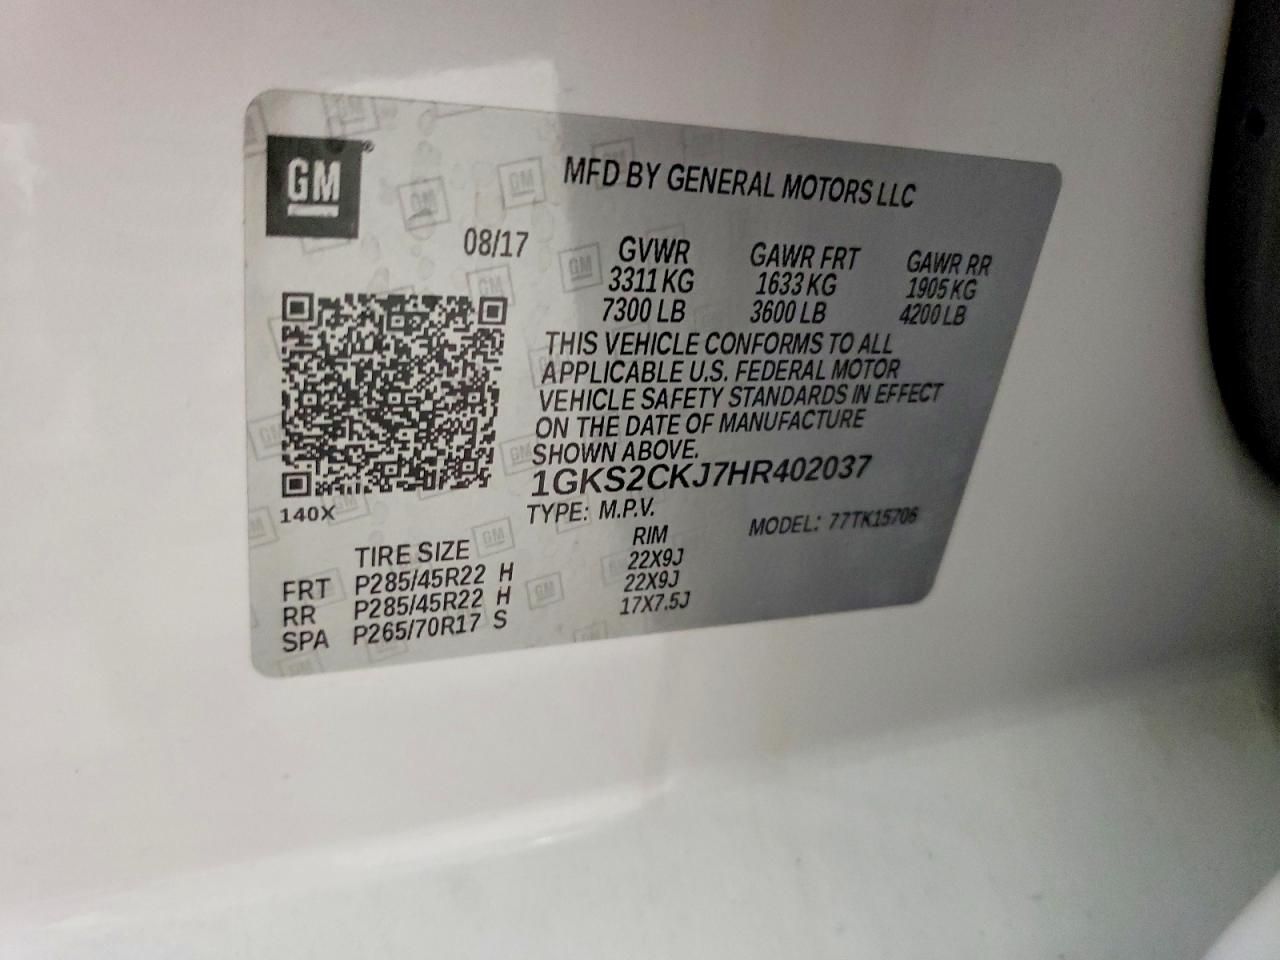 GM®
MFD BY GENERAL MOTORS LLC
08/17
GVWR GAWR FRT GAWR RR
3311 KG 1633 KG 1905 KG
7300 LB 3600 LB 4200 LB
THIS VEHICLE CONFORMS TO ALL
APPLICABLE U.S. FEDERAL MOTOR
VEHICLE SAFETY STANDARDS IN EFFECT
ON THE DATE OF MANUFACTURE
SHOWN ABOVE.
1GKS2CKJ7HR402037
140X
TYPE: M.P.V. MODEL: 77TK15706
TIRE SIZE RIM
FRT P285/45R22 H 22X9J
RR P285/45R22 H 22X9J
SPA P265/70R17 S 17X7.5J